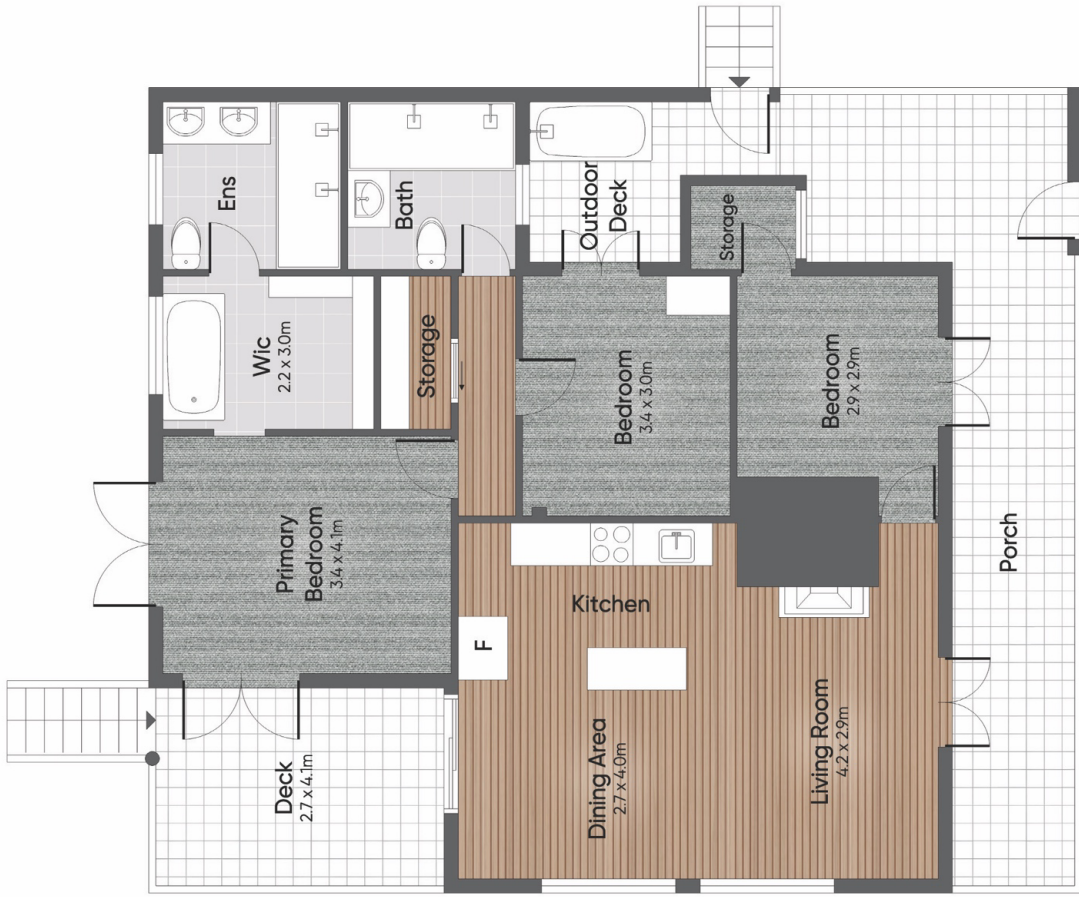 Ens
Bath
Outdoor
Deck
Storage
Wic
2.2 x 3.0m
Storage
Bedroom
3.4 x 3.0m
Bedroom
2.9 x 2.9m
Primary
Bedroom
3.4 x 4.1m
Porch
Kitchen
F
Deck
2.7 x 4.1m
Dining Area
2.7 x 4.0m
Living Room
4.2 x 2.9m